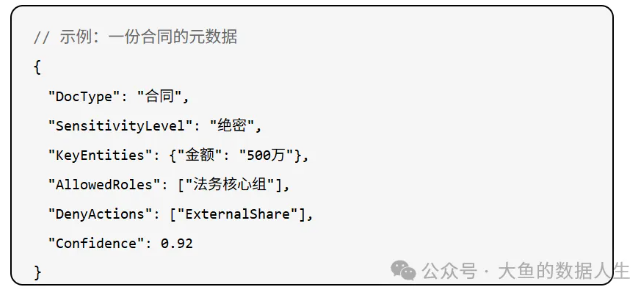 // 示例：一份合同的元数据
{
  "DocType": "合同",
  "SensitivityLevel": "绝密",
  "KeyEntities": {"金额": "500万"},
  "AllowedRoles": ["法务核心组"],
  "DenyActions": ["ExternalShare"],
  "Confidence": 0.92
}
公众号 · 大鱼的数据人生